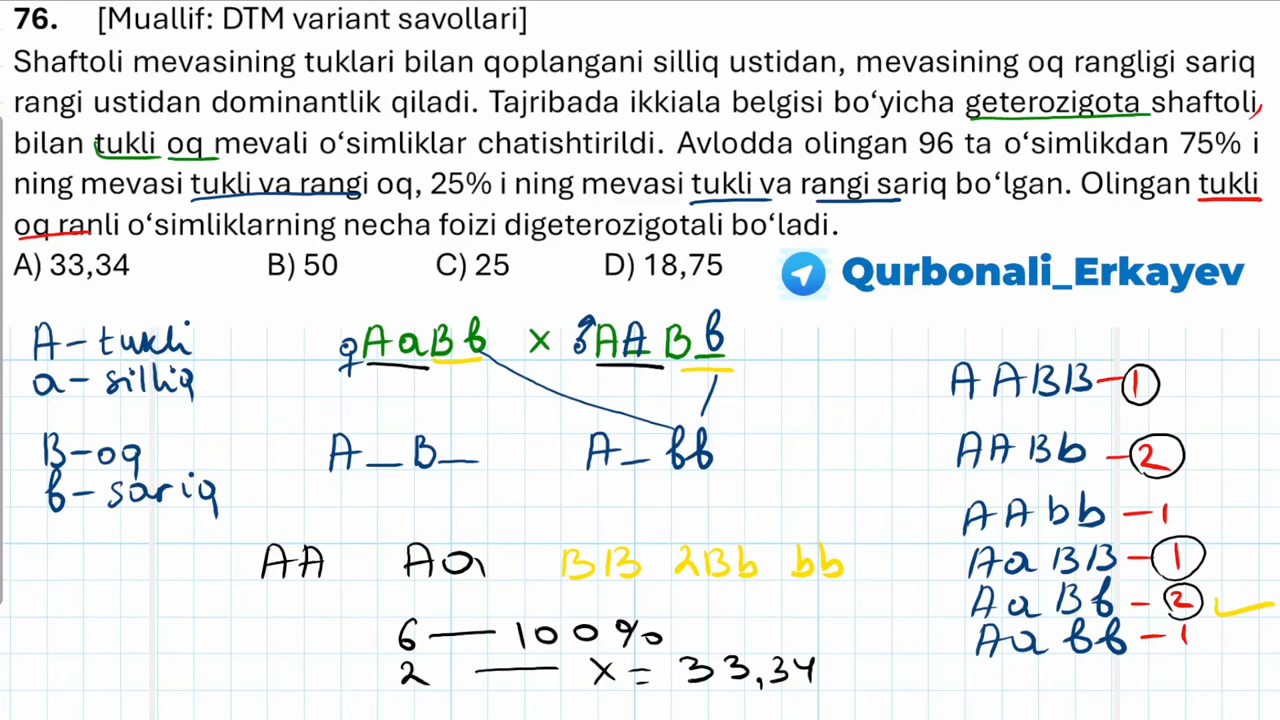 76. [Muallif: DTM variant savollari]
Shaftoli mevasining tuklari bilan qoplangani silliq ustidan, mevasining oq rangligi sariq
rangi ustidan dominantlik qiladi. Tajribada ikkiala belgisi bo‘yicha geterozigota shaftoli,
bilan tukli oq mevali o‘simliklar chatishtirildi. Avlodda olingan 96 ta o‘simlikdan 75% i
ning mevasi tukli va rangi oq, 25% i ning mevasi tukli va rangi sariq bo‘lgan. Olingan tukli
oq ranli o‘simliklarning necha foizi digeterozigotali bo‘ladi.
A) 33,34 B) 50 C) 25 D) 18,75
Qurbonali_Erkayev
A – tukli
a – silliq
B – oq
b – sariq
♀AaBb × ♂AABb
A_B_ A_bb
AA Aa BB 2Bb bb
6 — 100%
2 — x = 33,34
AABB – 1
AABb – 2
AAbb – 1
AaBB – 1
AaBb – 2 ✓
Aabb – 1